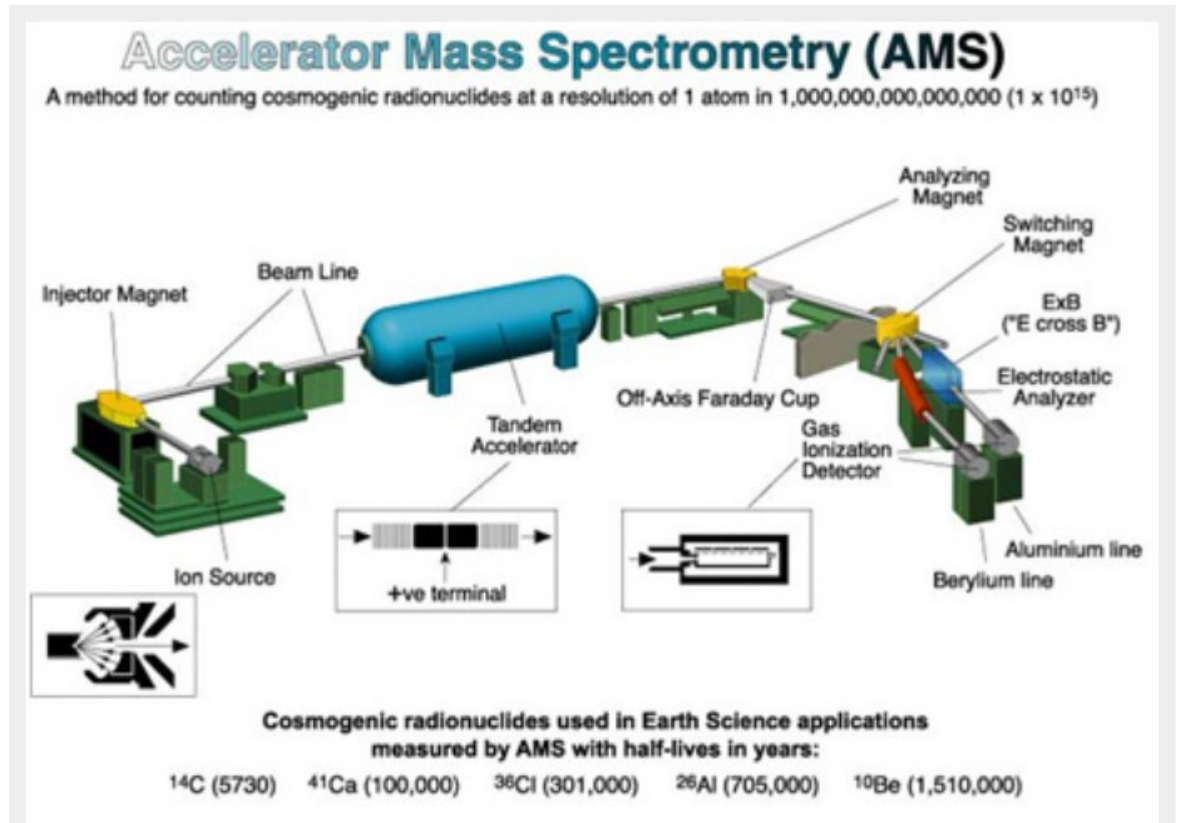 Accelerator Mass Spectrometry (AMS)
A method for counting cosmogenic radionuclides at a resolution of 1 atom in 1,000,000,000,000,000 (1 x 10¹⁵)
Analyzing
Magnet
Switching
Magnet
Beam Line
Injector Magnet
ExB
("E cross B")
Electrostatic
Analyzer
Off-Axis Faraday Cup
Tandem
Accelerator
Gas
Ionization
Detector
Ion Source
+ve terminal
Aluminium line
Berylium line
Cosmogenic radionuclides used in Earth Science applications
measured by AMS with half-lives in years:
¹⁴C (5730) ⁴¹Ca (100,000) ³⁶Cl (301,000) ²⁶Al (705,000) ¹⁰Be (1,510,000)